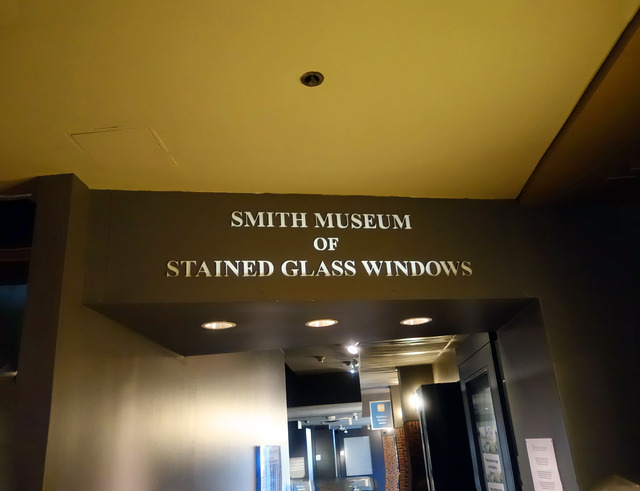 SMITH MUSEUM
OF
STAINED GLASS WINDOWS